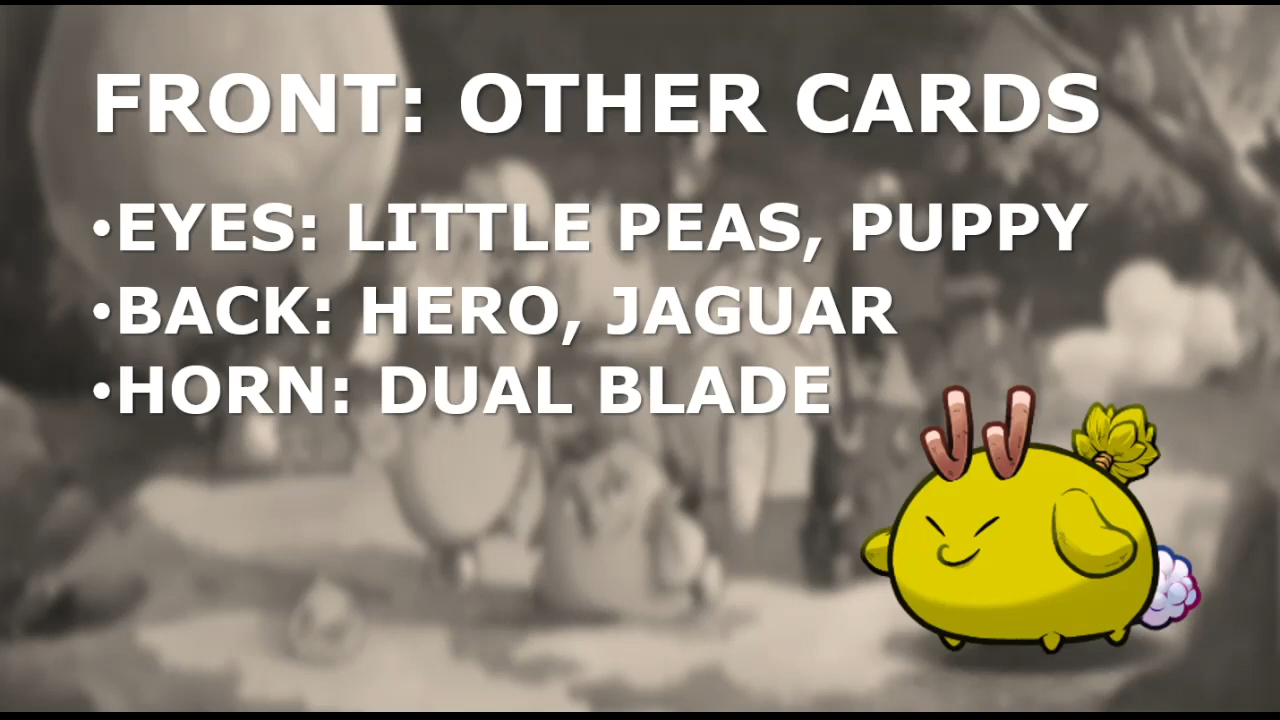 FRONT: OTHER CARDS
•EYES: LITTLE PEAS, PUPPY
•BACK: HERO, JAGUAR
•HORN: DUAL BLADE